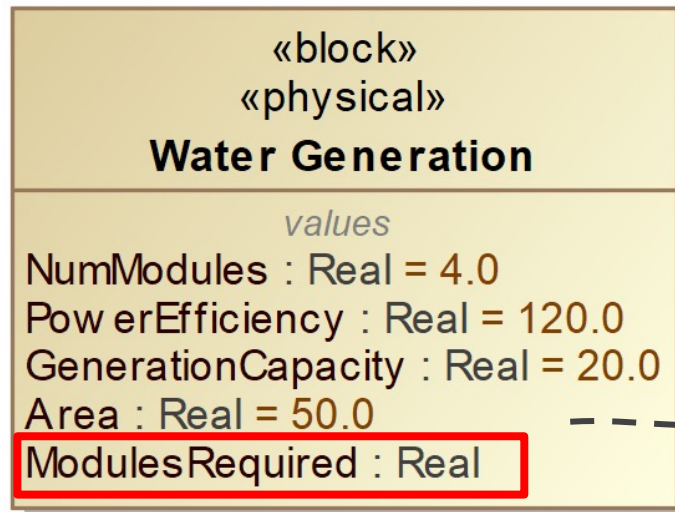 «block»
«physical»
Water Generation
values
NumModules : Real = 4.0
PowerEfficiency : Real = 120.0
GenerationCapacity : Real = 20.0
Area : Real = 50.0
ModulesRequired : Real